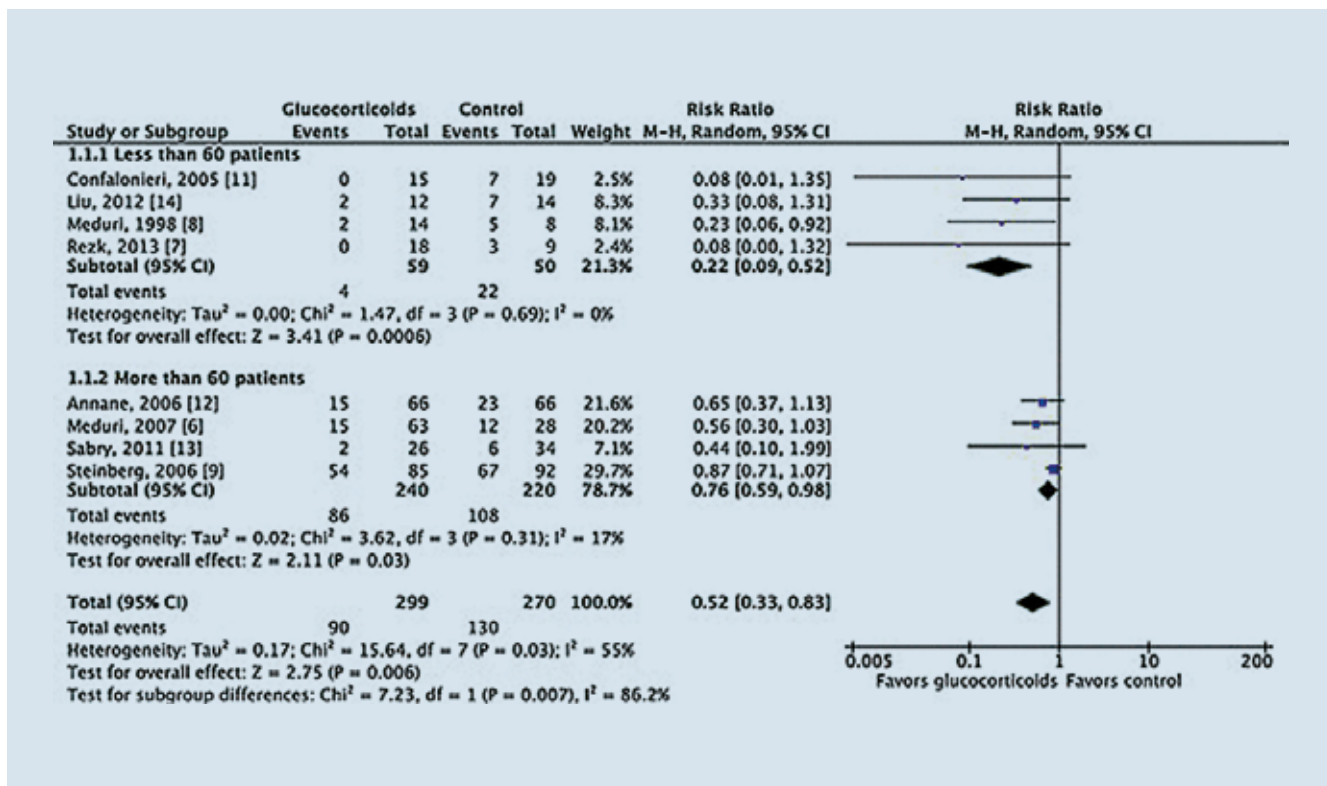 Glucocorticoids Control Risk Ratio Risk Ratio
Study or Subgroup Events Total Events Total Weight M-H, Random, 95% CI M-H, Random, 95% CI
1.1.1 Less than 60 patients
Confalonieri, 2005 [11] 0 15 7 19 2.5% 0.08 [0.01, 1.35]
Liu, 2012 [14] 2 12 7 14 8.3% 0.33 [0.08, 1.31]
Meduri, 1998 [8] 2 14 5 8 8.1% 0.23 [0.06, 0.92]
Rezk, 2013 [7] 0 18 3 9 2.4% 0.08 [0.00, 1.32]
Subtotal (95% CI) 59 50 21.3% 0.22 [0.09, 0.52]
Total events 4 22
Heterogeneity: Tau² = 0.00; Chi² = 1.47, df = 3 (P = 0.69); I² = 0%
Test for overall effect: Z = 3.41 (P = 0.0006)
1.1.2 More than 60 patients
Annane, 2006 [12] 15 66 23 66 21.6% 0.65 [0.37, 1.13]
Meduri, 2007 [6] 15 63 12 28 20.2% 0.56 [0.30, 1.03]
Sabry, 2011 [13] 2 26 6 34 7.1% 0.44 [0.10, 1.99]
Steinberg, 2006 [9] 54 85 67 92 29.7% 0.87 [0.71, 1.07]
Subtotal (95% CI) 240 220 78.7% 0.76 [0.59, 0.98]
Total events 86 108
Heterogeneity: Tau² = 0.02; Chi² = 3.62, df = 3 (P = 0.31); I² = 17%
Test for overall effect: Z = 2.11 (P = 0.03)
Total (95% CI) 299 270 100.0% 0.52 [0.33, 0.83]
Total events 90 130
Heterogeneity: Tau² = 0.17; Chi² = 15.64, df = 7 (P = 0.03); I² = 55%
Test for overall effect: Z = 2.75 (P = 0.006)
Test for subgroup differences: Chi² = 7.23, df = 1 (P = 0.007), I² = 86.2%
0.005 0.1 1 10 200
Favors glucocorticoids Favors control